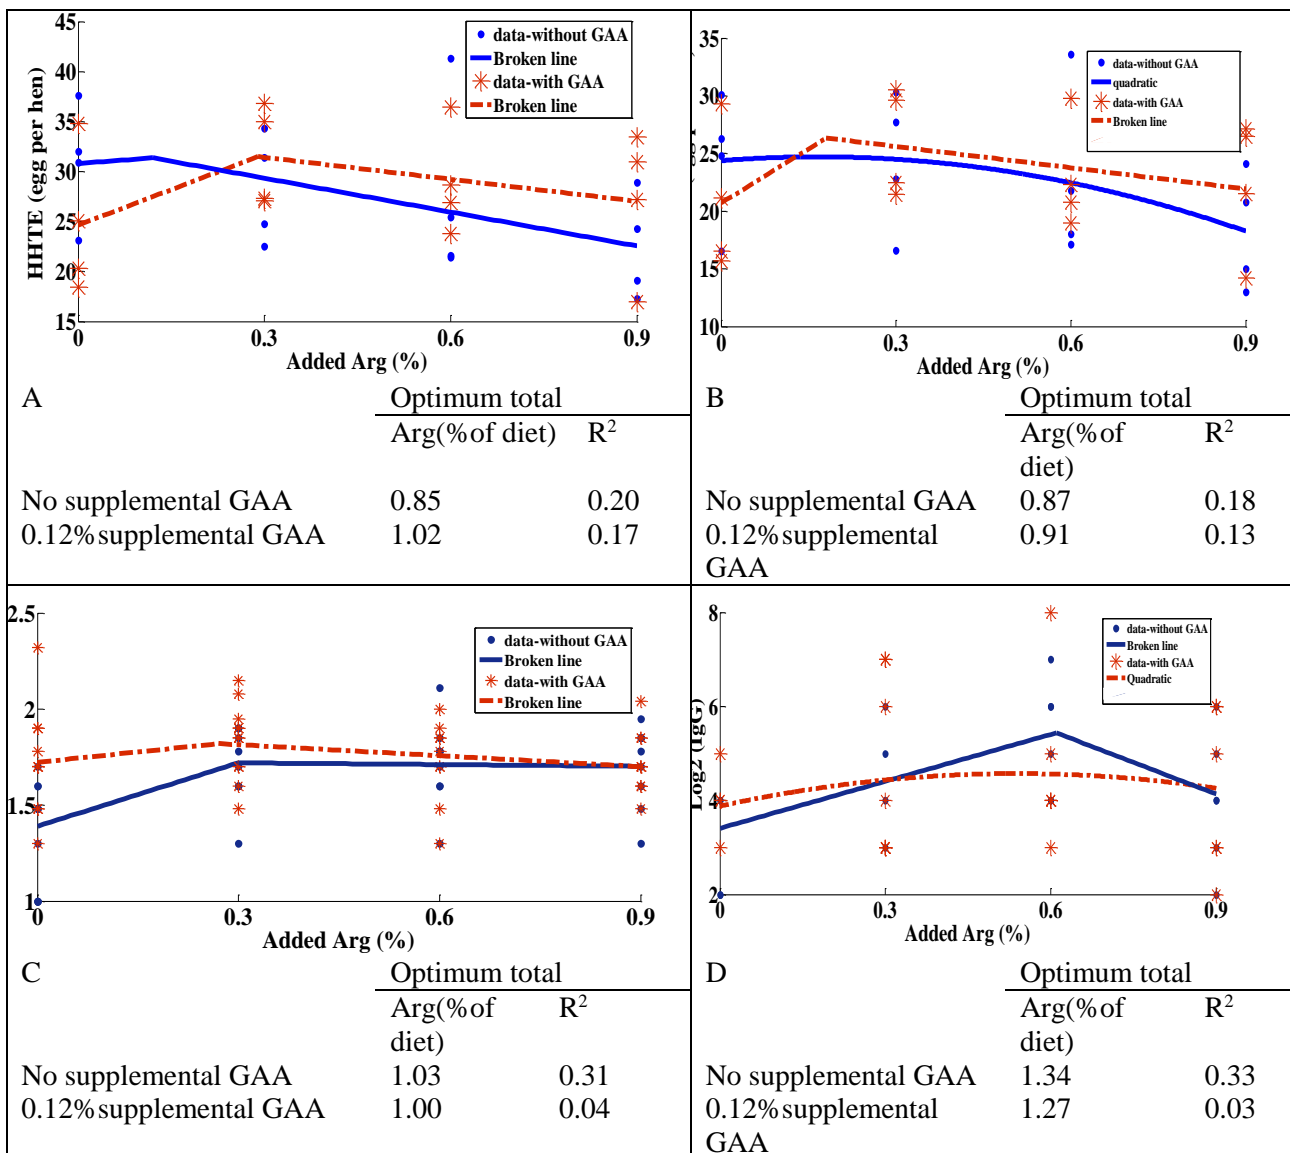 45
40
35
30
25
20
15
HHTE (egg per hen)
data-without GAA
Broken line
data-with GAA
Broken line
0 0.3 0.6 0.9
Added Arg (%)
A
Optimum total
Arg(%of diet) R²
No supplemental GAA 0.85 0.20
0.12%supplemental GAA 1.02 0.17
35
30
25
20
15
10
data-without GAA
quadratic
data-with GAA
Broken line
0 0.3 0.6 0.9
Added Arg (%)
B
Optimum total
Arg(%of R²
diet)
No supplemental GAA 0.87 0.18
0.12%supplemental 0.91 0.13
GAA
2.5
2
1.5
1
data-without GAA
Broken line
data-with GAA
Broken line
0 0.3 0.6 0.9
Added Arg (%)
C
Optimum total
Arg(%of R²
diet)
No supplemental GAA 1.03 0.31
0.12%supplemental GAA 1.00 0.04
8
6
4
2
Log2 (IgG)
data-without GAA
Broken line
data-with GAA
Quadratic
0 0.3 0.6 0.9
Added Arg (%)
D
Optimum total
Arg(%of R²
diet)
No supplemental GAA 1.34 0.33
0.12%supplemental 1.27 0.03
GAA